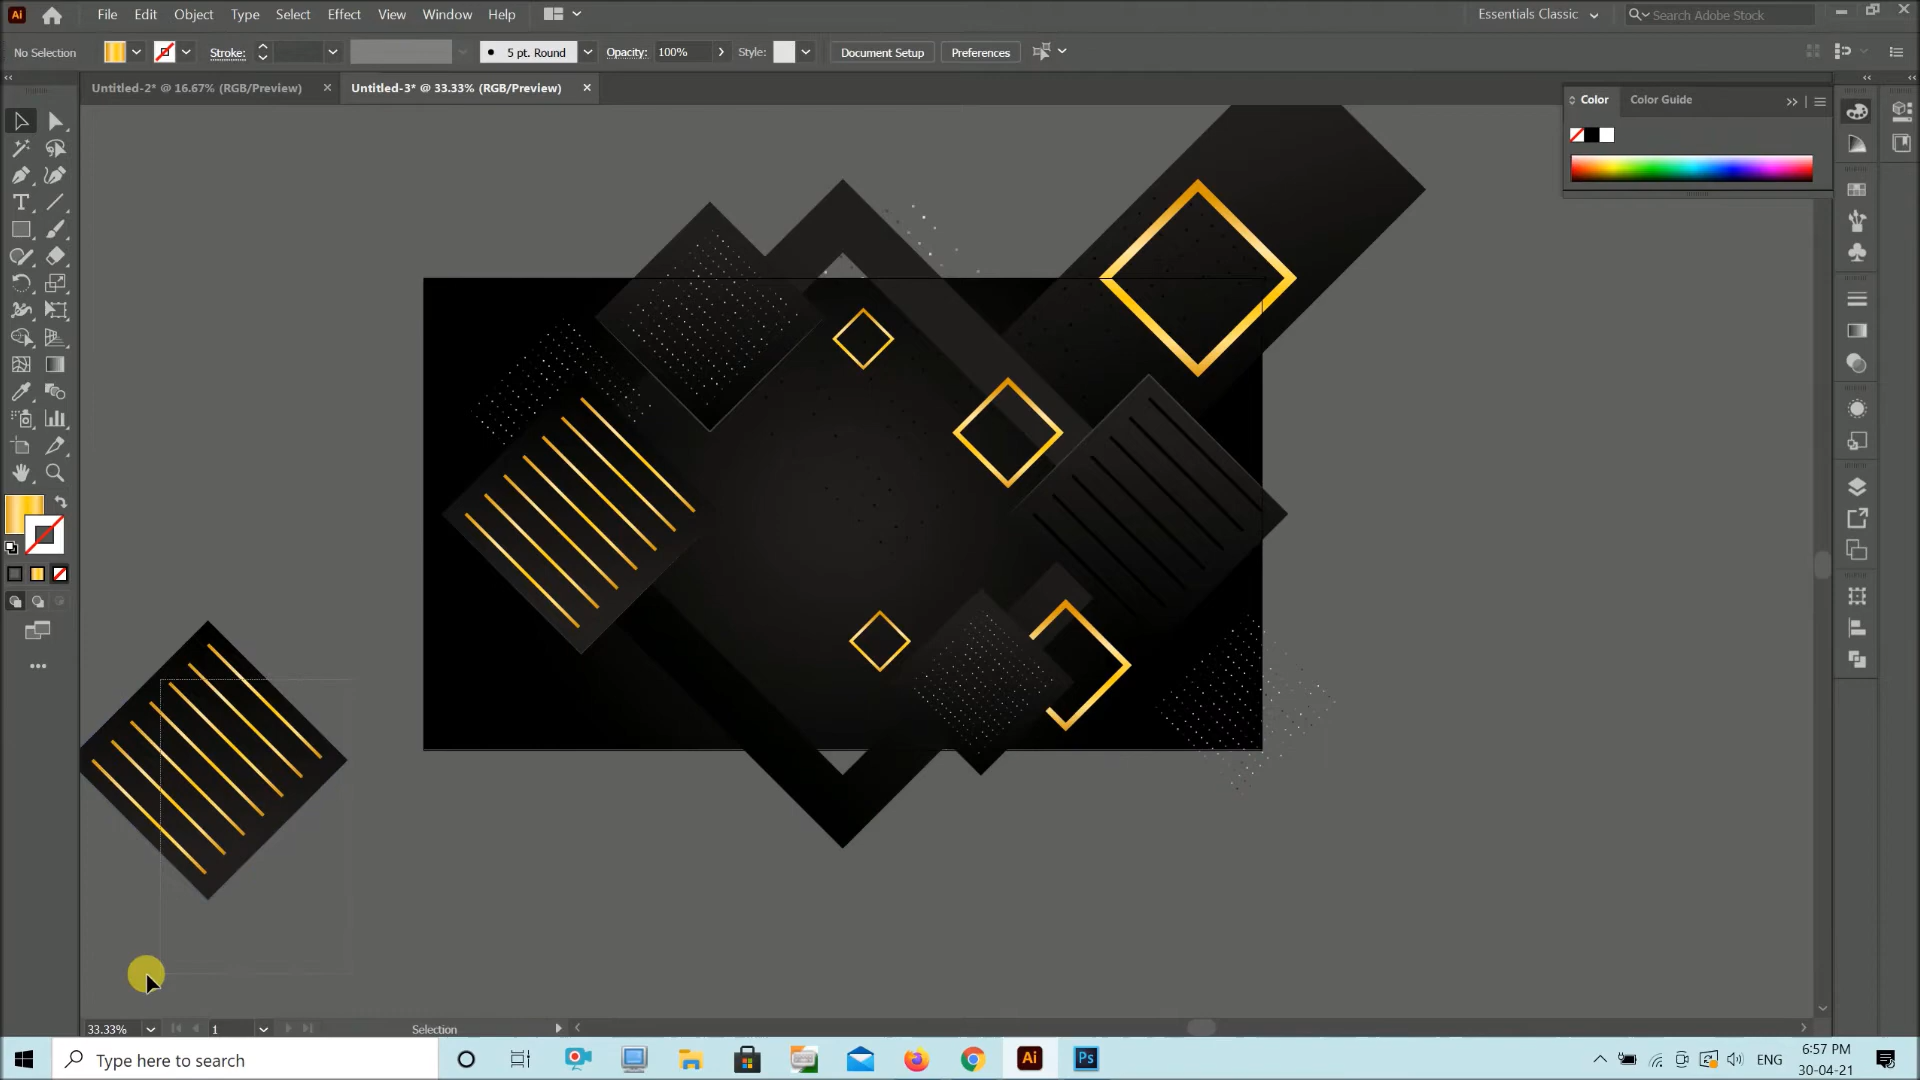 Ai File Edit Object Type Select Effect View Window Help Essentials Classic Search Adobe Stock
No Selection Stroke: 5 pt. Round Opacity: 100% Style: Document Setup Preferences
Untitled-2* @ 16.67% (RGB/Preview) Untitled-3* @ 33.33% (RGB/Preview)
Color Color Guide
33.33% 1 Selection
Type here to search Ai Ps ENG 6:57 PM
30-04-21